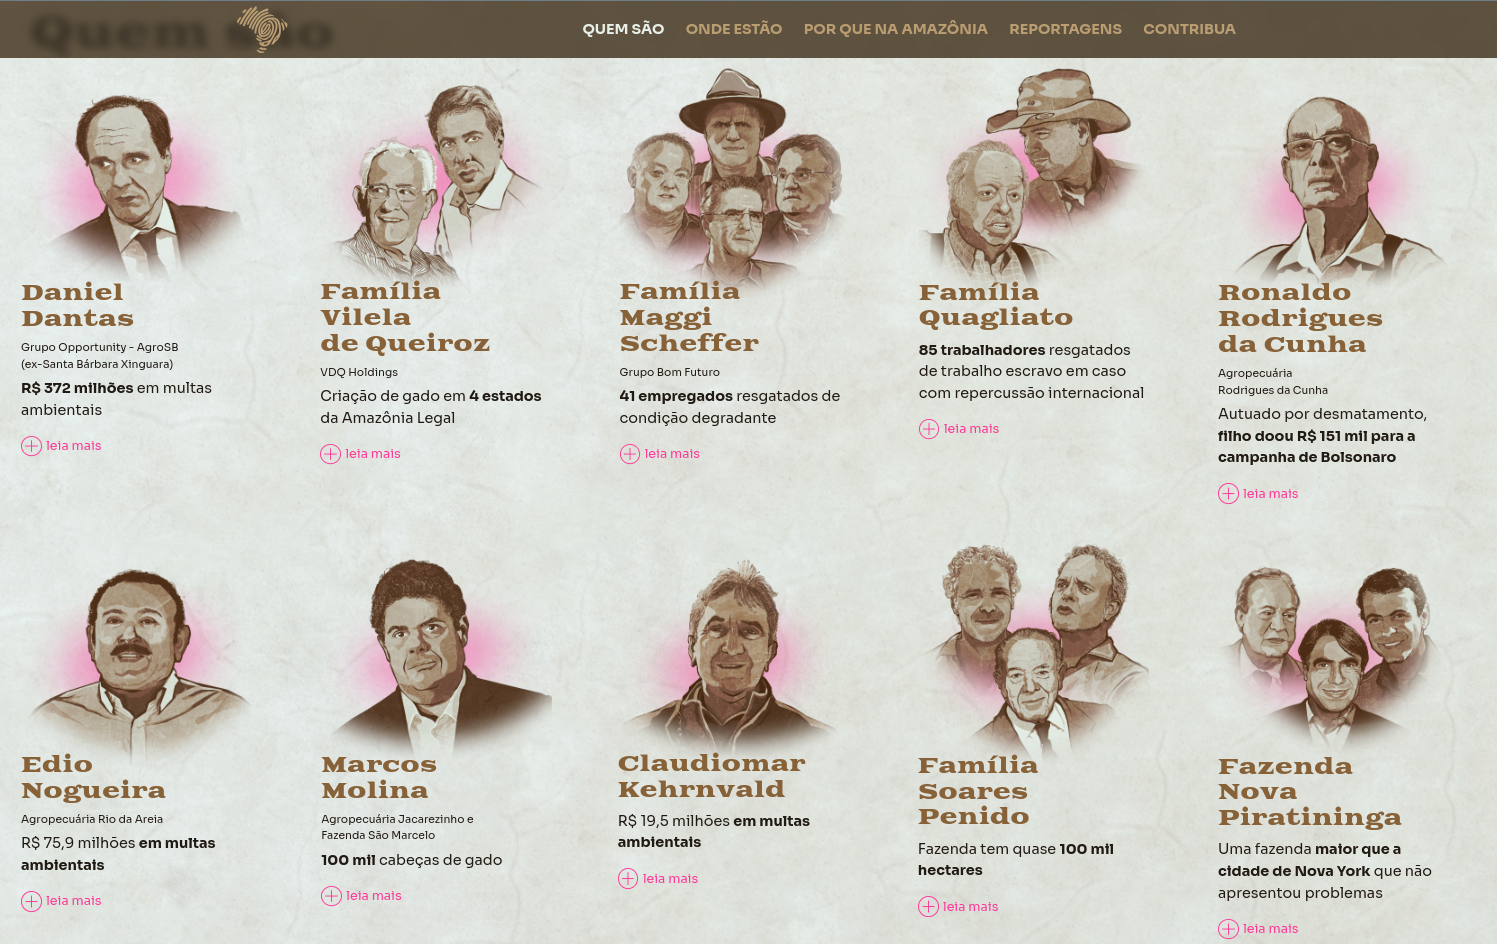 Quem são
QUEM SÃO ONDE ESTÃO POR QUE NA AMAZÔNIA REPORTAGENS CONTRIBUA
Daniel
Dantas
Grupo Opportunity - AgroSB
(ex-Santa Bárbara Xinguara)
R$ 372 milhões em multas
ambientais
leia mais
Família
Vilela
de Queiroz
VDQ Holdings
Criação de gado em 4 estados
da Amazônia Legal
leia mais
Família
Maggi
Scheffer
Grupo Bom Futuro
41 empregados resgatados de
condição degradante
leia mais
Família
Quagliato
85 trabalhadores resgatados
de trabalho escravo em caso
com repercussão internacional
leia mais
Ronaldo
Rodrigues
da Cunha
Agropecuária
Rodrigues da Cunha
Autuado por desmatamento,
filho doou R$ 151 mil para a
campanha de Bolsonaro
leia mais
Edio
Nogueira
Agropecuária Rio da Areia
R$ 75,9 milhões em multas
ambientais
leia mais
Marcos
Molina
Agropecuária Jacarezinho e
Fazenda São Marcelo
100 mil cabeças de gado
leia mais
Claudiomar
Kehrnvald
R$ 19,5 milhões em multas
ambientais
leia mais
Família
Soares
Penido
Fazenda tem quase 100 mil
hectares
leia mais
Fazenda
Nova
Piratininga
Uma fazenda maior que a
cidade de Nova York que não
apresentou problemas
leia mais